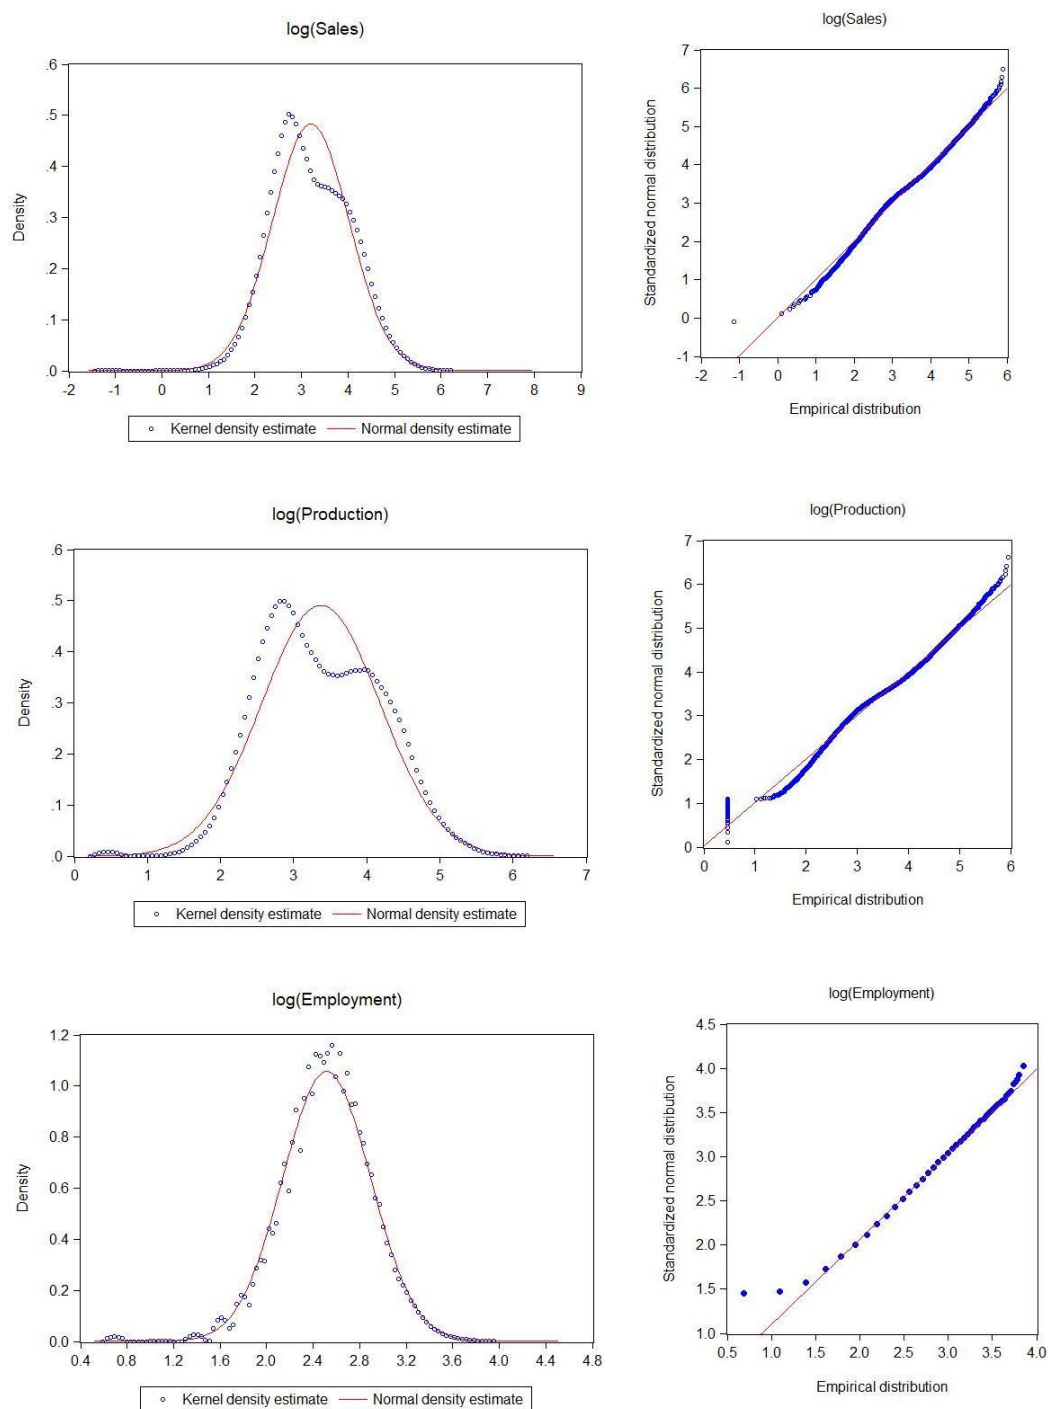 log(Sales)
.6
.5
.4
.3
.2
.1
.0
Density
-2 -1 0 1 2 3 4 5 6 7 8 9
Kernel density estimate Normal density estimate
log(Sales)
7
6
5
4
3
2
1
0
-1
Standardized normal distribution
-2 -1 0 1 2 3 4 5 6
Empirical distribution
log(Production)
.6
.5
.4
.3
.2
.1
.0
Density
0 1 2 3 4 5 6 7
Kernel density estimate Normal density estimate
log(Production)
7
6
5
4
3
2
1
0
Standardized normal distribution
0 1 2 3 4 5 6
Empirical distribution
log(Employment)
1.2
1.0
0.8
0.6
0.4
0.2
0.0
Density
0.4 0.8 1.2 1.6 2.0 2.4 2.8 3.2 3.6 4.0 4.4 4.8
Kernel density estimate Normal density estimate
log(Employment)
4.5
4.0
3.5
3.0
2.5
2.0
1.5
1.0
Standardized normal distribution
0.5 1.0 1.5 2.0 2.5 3.0 3.5 4.0
Empirical distribution